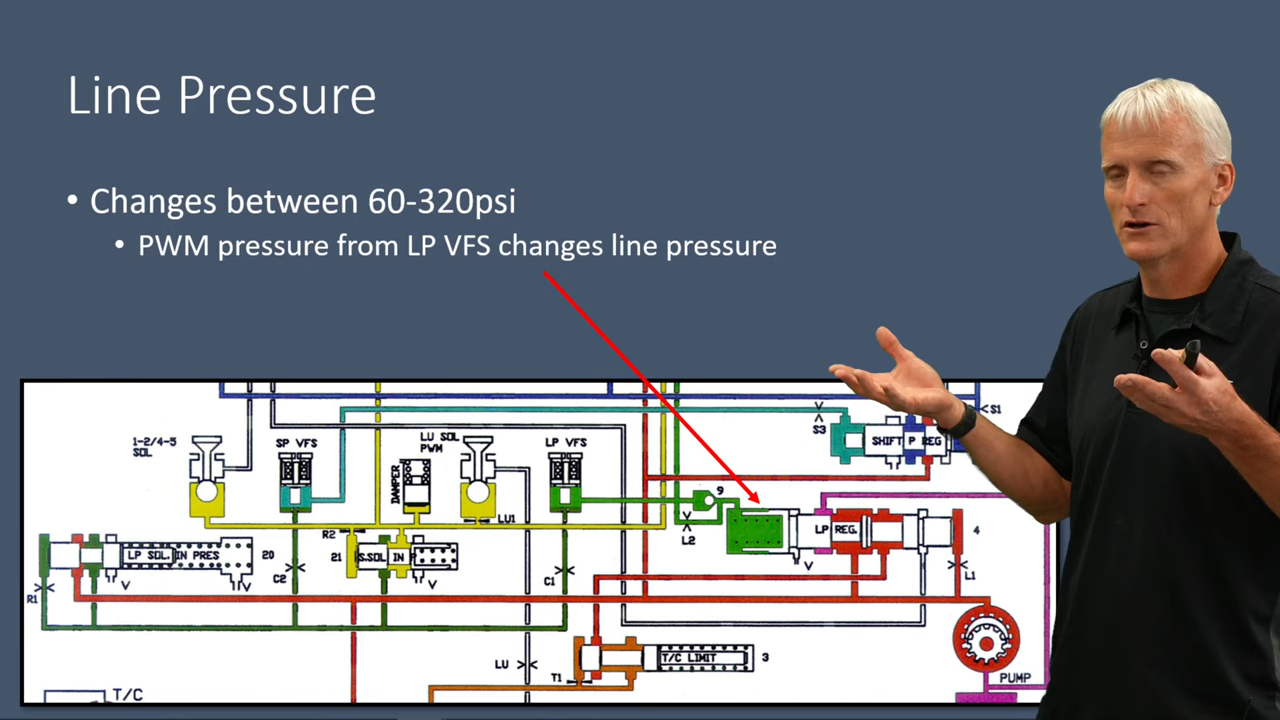 Line Pressure
• Changes between 60-320psi
• PWM pressure from LP VFS changes line pressure
S1
S3
1-2/4-5
SOL
SP VFS
LU SOL
PWM
LP VFS
SHIFT P REG
DAMPER
9
LU1
L2
LP REG.
4
R2
LP SOL. IN PRES
20
21
S.SOL IN P
C2
C1
V
V
V
V
L1
R1
LU
T/C LIMIT
3
T1
PUMP
T/C